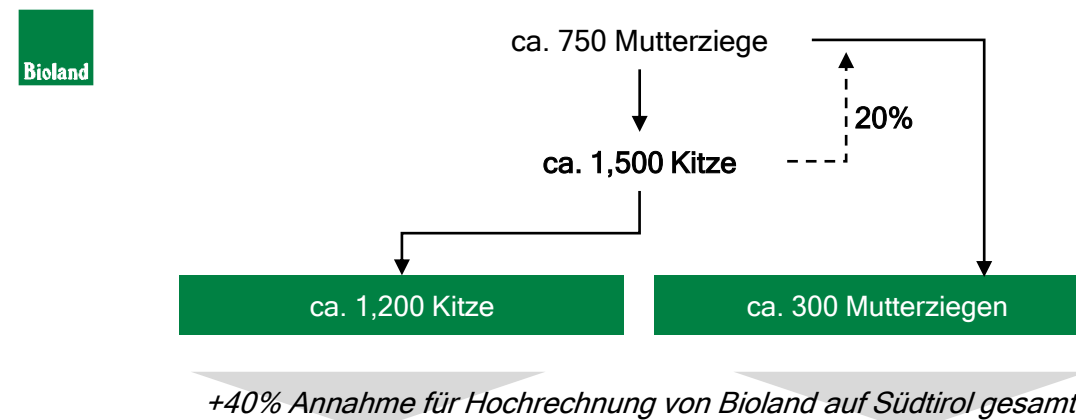 Bioland
ca. 750 Mutterziege
20%
ca. 1,500 Kitze
ca. 1,200 Kitze
ca. 300 Mutterziegen
+40% Annahme für Hochrechnung von Bioland auf Südtirol gesamt